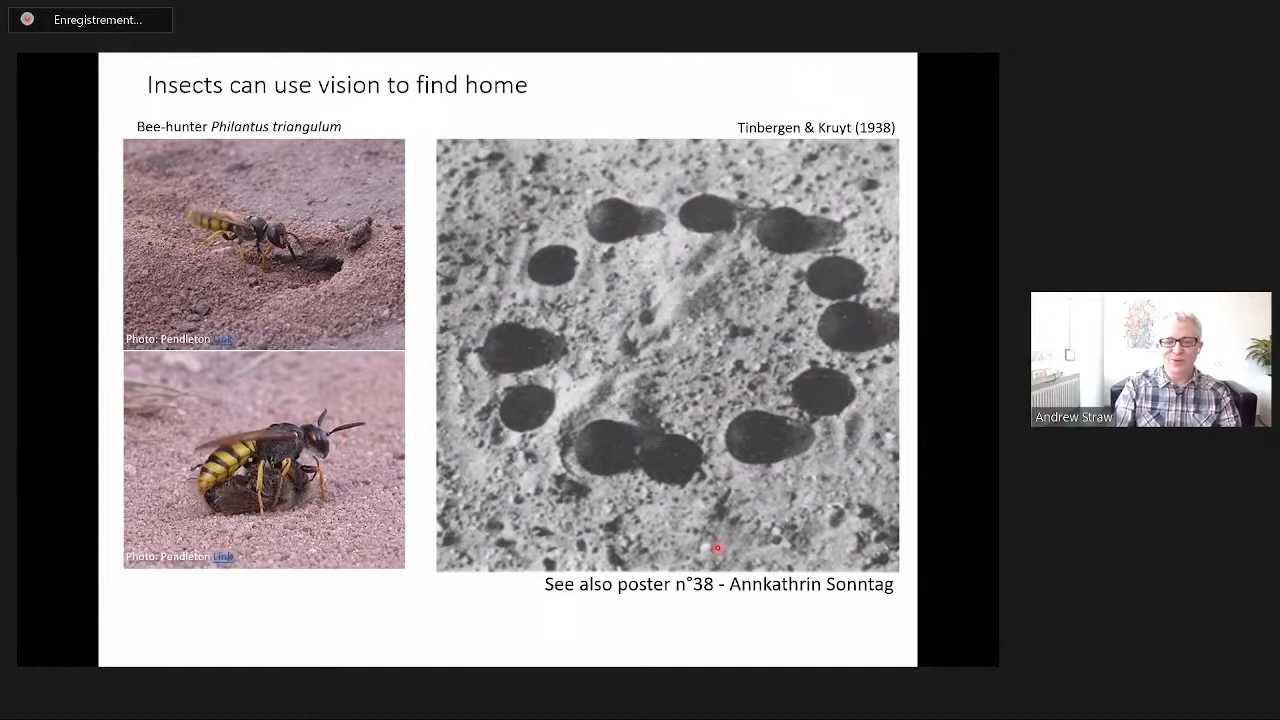 Enregistrement...
Insects can use vision to find home
Bee-hunter Philantus triangulum
Tinbergen & Kruyt (1938)
Photo: Pendleton Link
Photo: Pendleton Link
See also poster n°38 - Annkathrin Sonntag
Andrew Straw